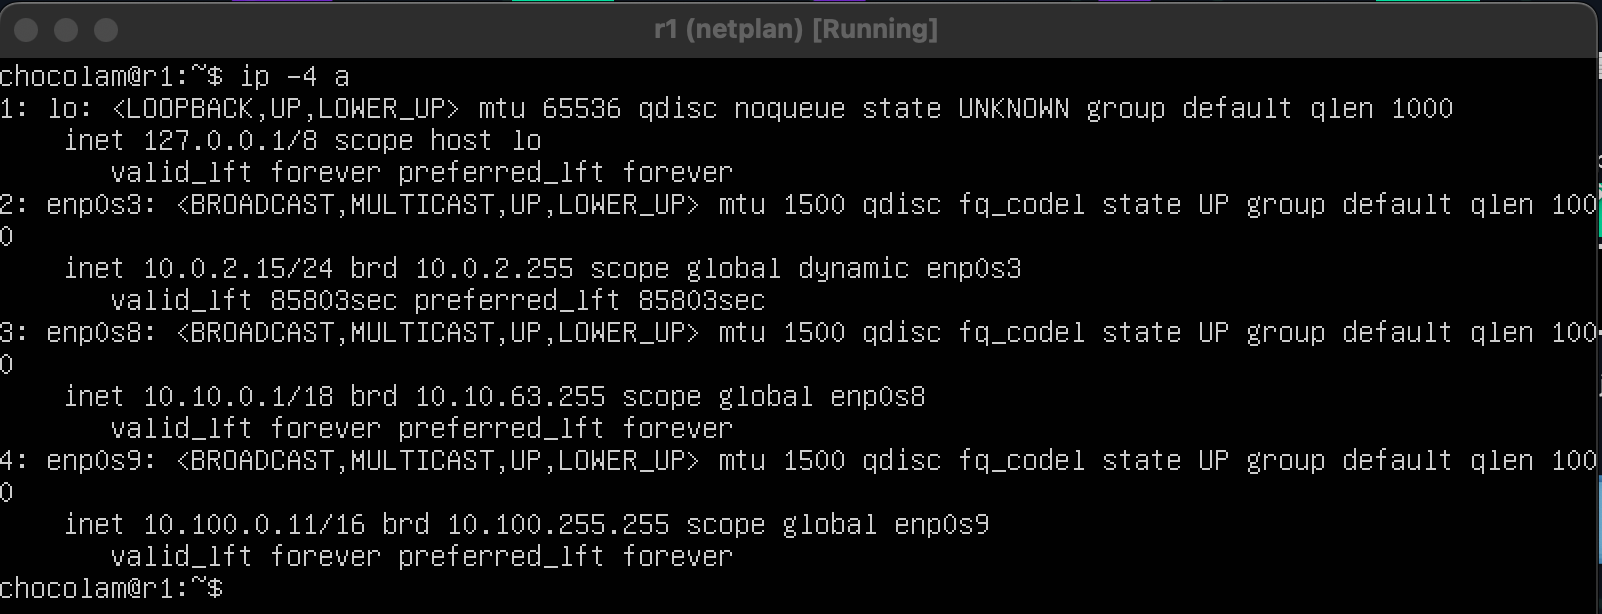 r1 (netplan) [Running]
chocolam@r1:~$ ip -4 a
1: lo: <LOOPBACK,UP,LOWER_UP> mtu 65536 qdisc noqueue state UNKNOWN group default qlen 1000
    inet 127.0.0.1/8 scope host lo
       valid_lft forever preferred_lft forever
2: enp0s3: <BROADCAST,MULTICAST,UP,LOWER_UP> mtu 1500 qdisc fq_codel state UP group default qlen 100
0
    inet 10.0.2.15/24 brd 10.0.2.255 scope global dynamic enp0s3
       valid_lft 85803sec preferred_lft 85803sec
3: enp0s8: <BROADCAST,MULTICAST,UP,LOWER_UP> mtu 1500 qdisc fq_codel state UP group default qlen 100
0
    inet 10.10.0.1/18 brd 10.10.63.255 scope global enp0s8
       valid_lft forever preferred_lft forever
4: enp0s9: <BROADCAST,MULTICAST,UP,LOWER_UP> mtu 1500 qdisc fq_codel state UP group default qlen 100
0
    inet 10.100.0.11/16 brd 10.100.255.255 scope global enp0s9
       valid_lft forever preferred_lft forever
chocolam@r1:~$